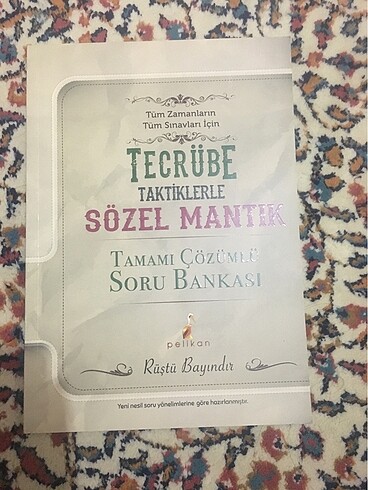 Tüm Zamanların
Tüm Sınavları İçin
TECRÜBE
TAKTİKLERLE
SÖZEL MANTIK
TAMAMI ÇÖZÜMLÜ
SORU BANKASI
pelikan
Rüştü Bayındır
Yeni nesil soru yönelimlerine göre hazırlanmıştır.